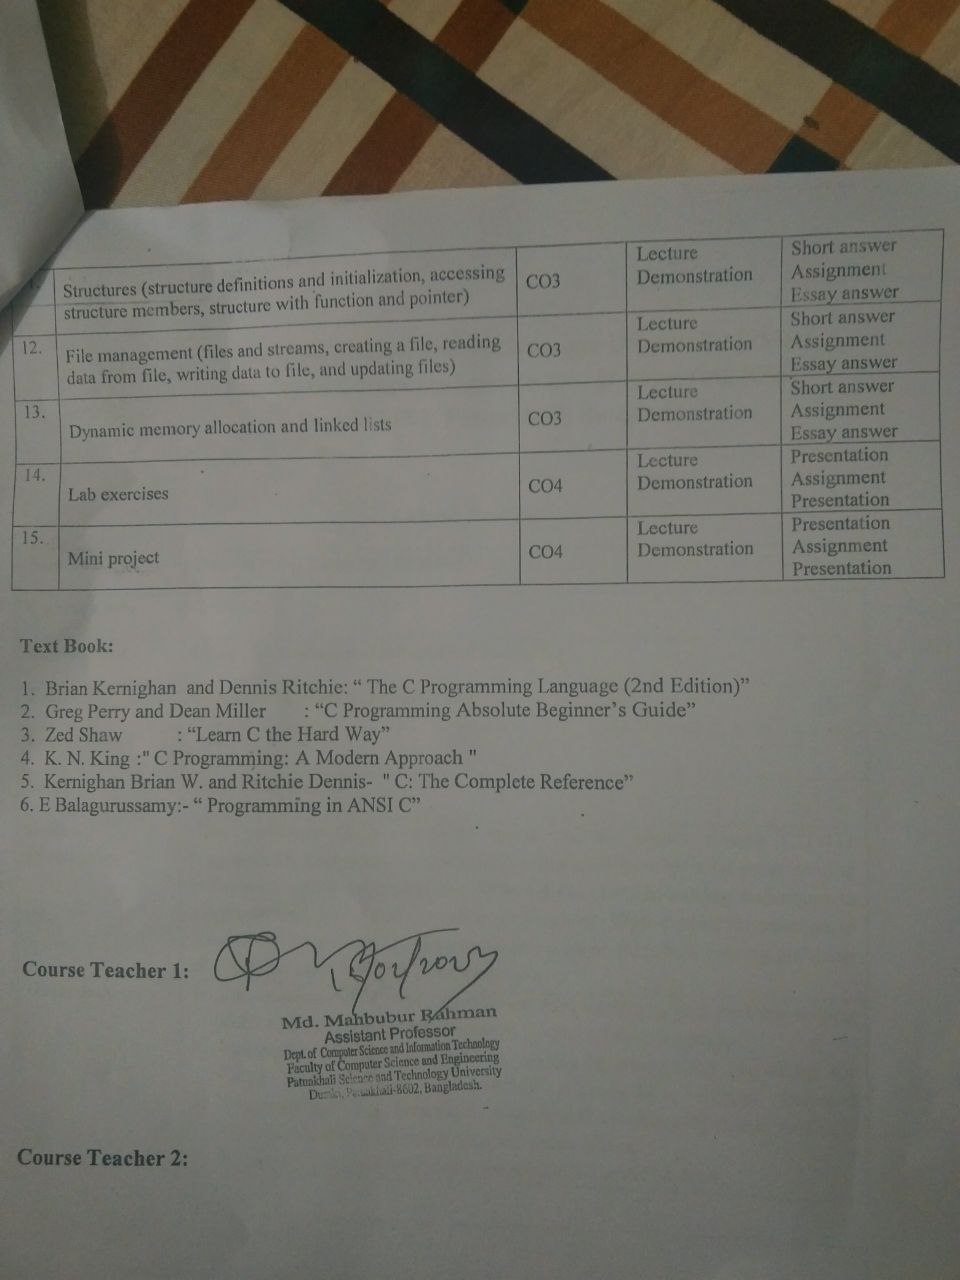 Structures (structure definitions and initialization, accessing
structure members, structure with function and pointer)
CO3
Lecture
Demonstration
Short answer
Assignment
Essay answer
12.
File management (files and streams, creating a file, reading
data from file, writing data to file, and updating files)
CO3
Lecture
Demonstration
Short answer
Assignment
Essay answer
13.
Dynamic memory allocation and linked lists
CO3
Lecture
Demonstration
Short answer
Assignment
Essay answer
14.
Lab exercises
CO4
Lecture
Demonstration
Presentation
Assignment
Presentation
15.
Mini project
CO4
Lecture
Demonstration
Presentation
Assignment
Presentation
Text Book:
1. Brian Kernighan and Dennis Ritchie: “ The C Programming Language (2nd Edition)”
2. Greg Perry and Dean Miller : “C Programming Absolute Beginner’s Guide”
3. Zed Shaw : “Learn C the Hard Way”
4. K. N. King :" C Programming: A Modern Approach "
5. Kernighan Brian W. and Ritchie Dennis- " C: The Complete Reference”
6. E Balagurussamy:- “ Programming in ANSI C”
Course Teacher 1:
Md. Mahbubur Rahman
Assistant Professor
Dept. of Computer Science and Information Technology
Faculty of Computer Science and Engineering
Patuakhali Science and Technology University
Patuakhali-8602, Bangladesh.
Course Teacher 2: